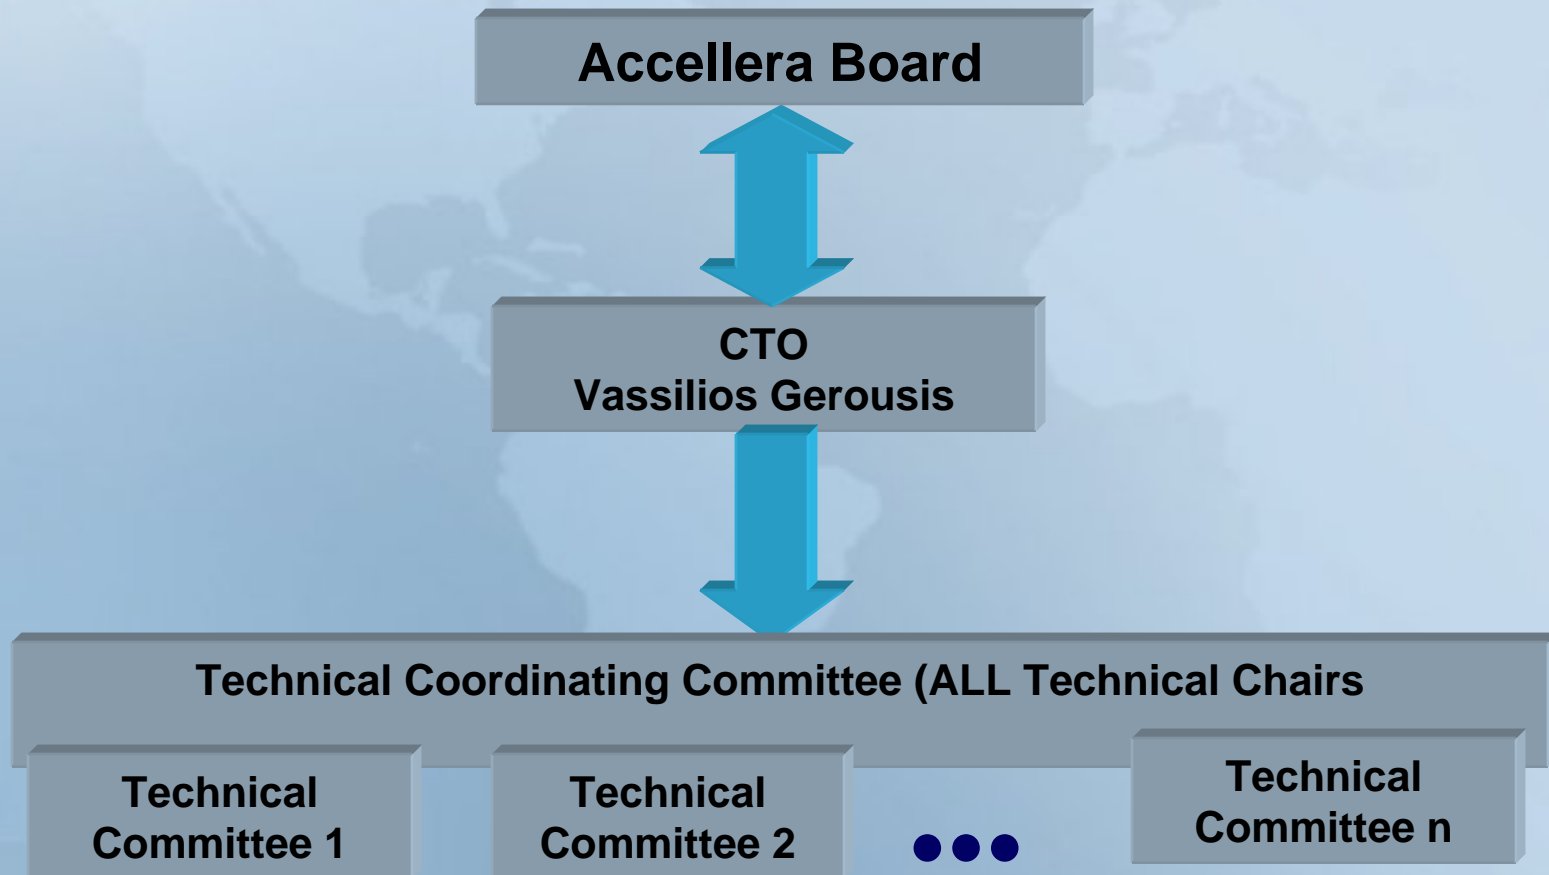 Accellera Board
CTO
Vassilios Gerousis
Technical Coordinating Committee (ALL Technical Chairs
Technical
Committee 1
Technical
Committee 2
Technical
Committee n